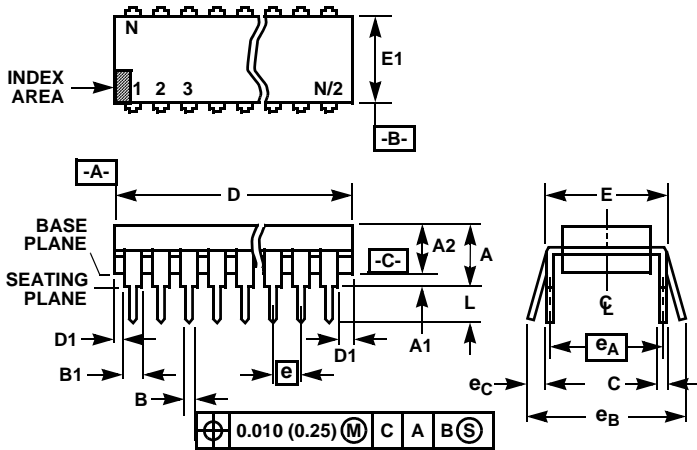 N
E1
INDEX
AREA
1 2 3 N/2
-B-
-A-
D
E
BASE
PLANE
A2
A
-C-
SEATING
PLANE
L
℄
D1
A1
D1
eA
B1
e
eC
C
B
eB
⌖ 0.010 (0.25) Ⓜ C A B Ⓢ